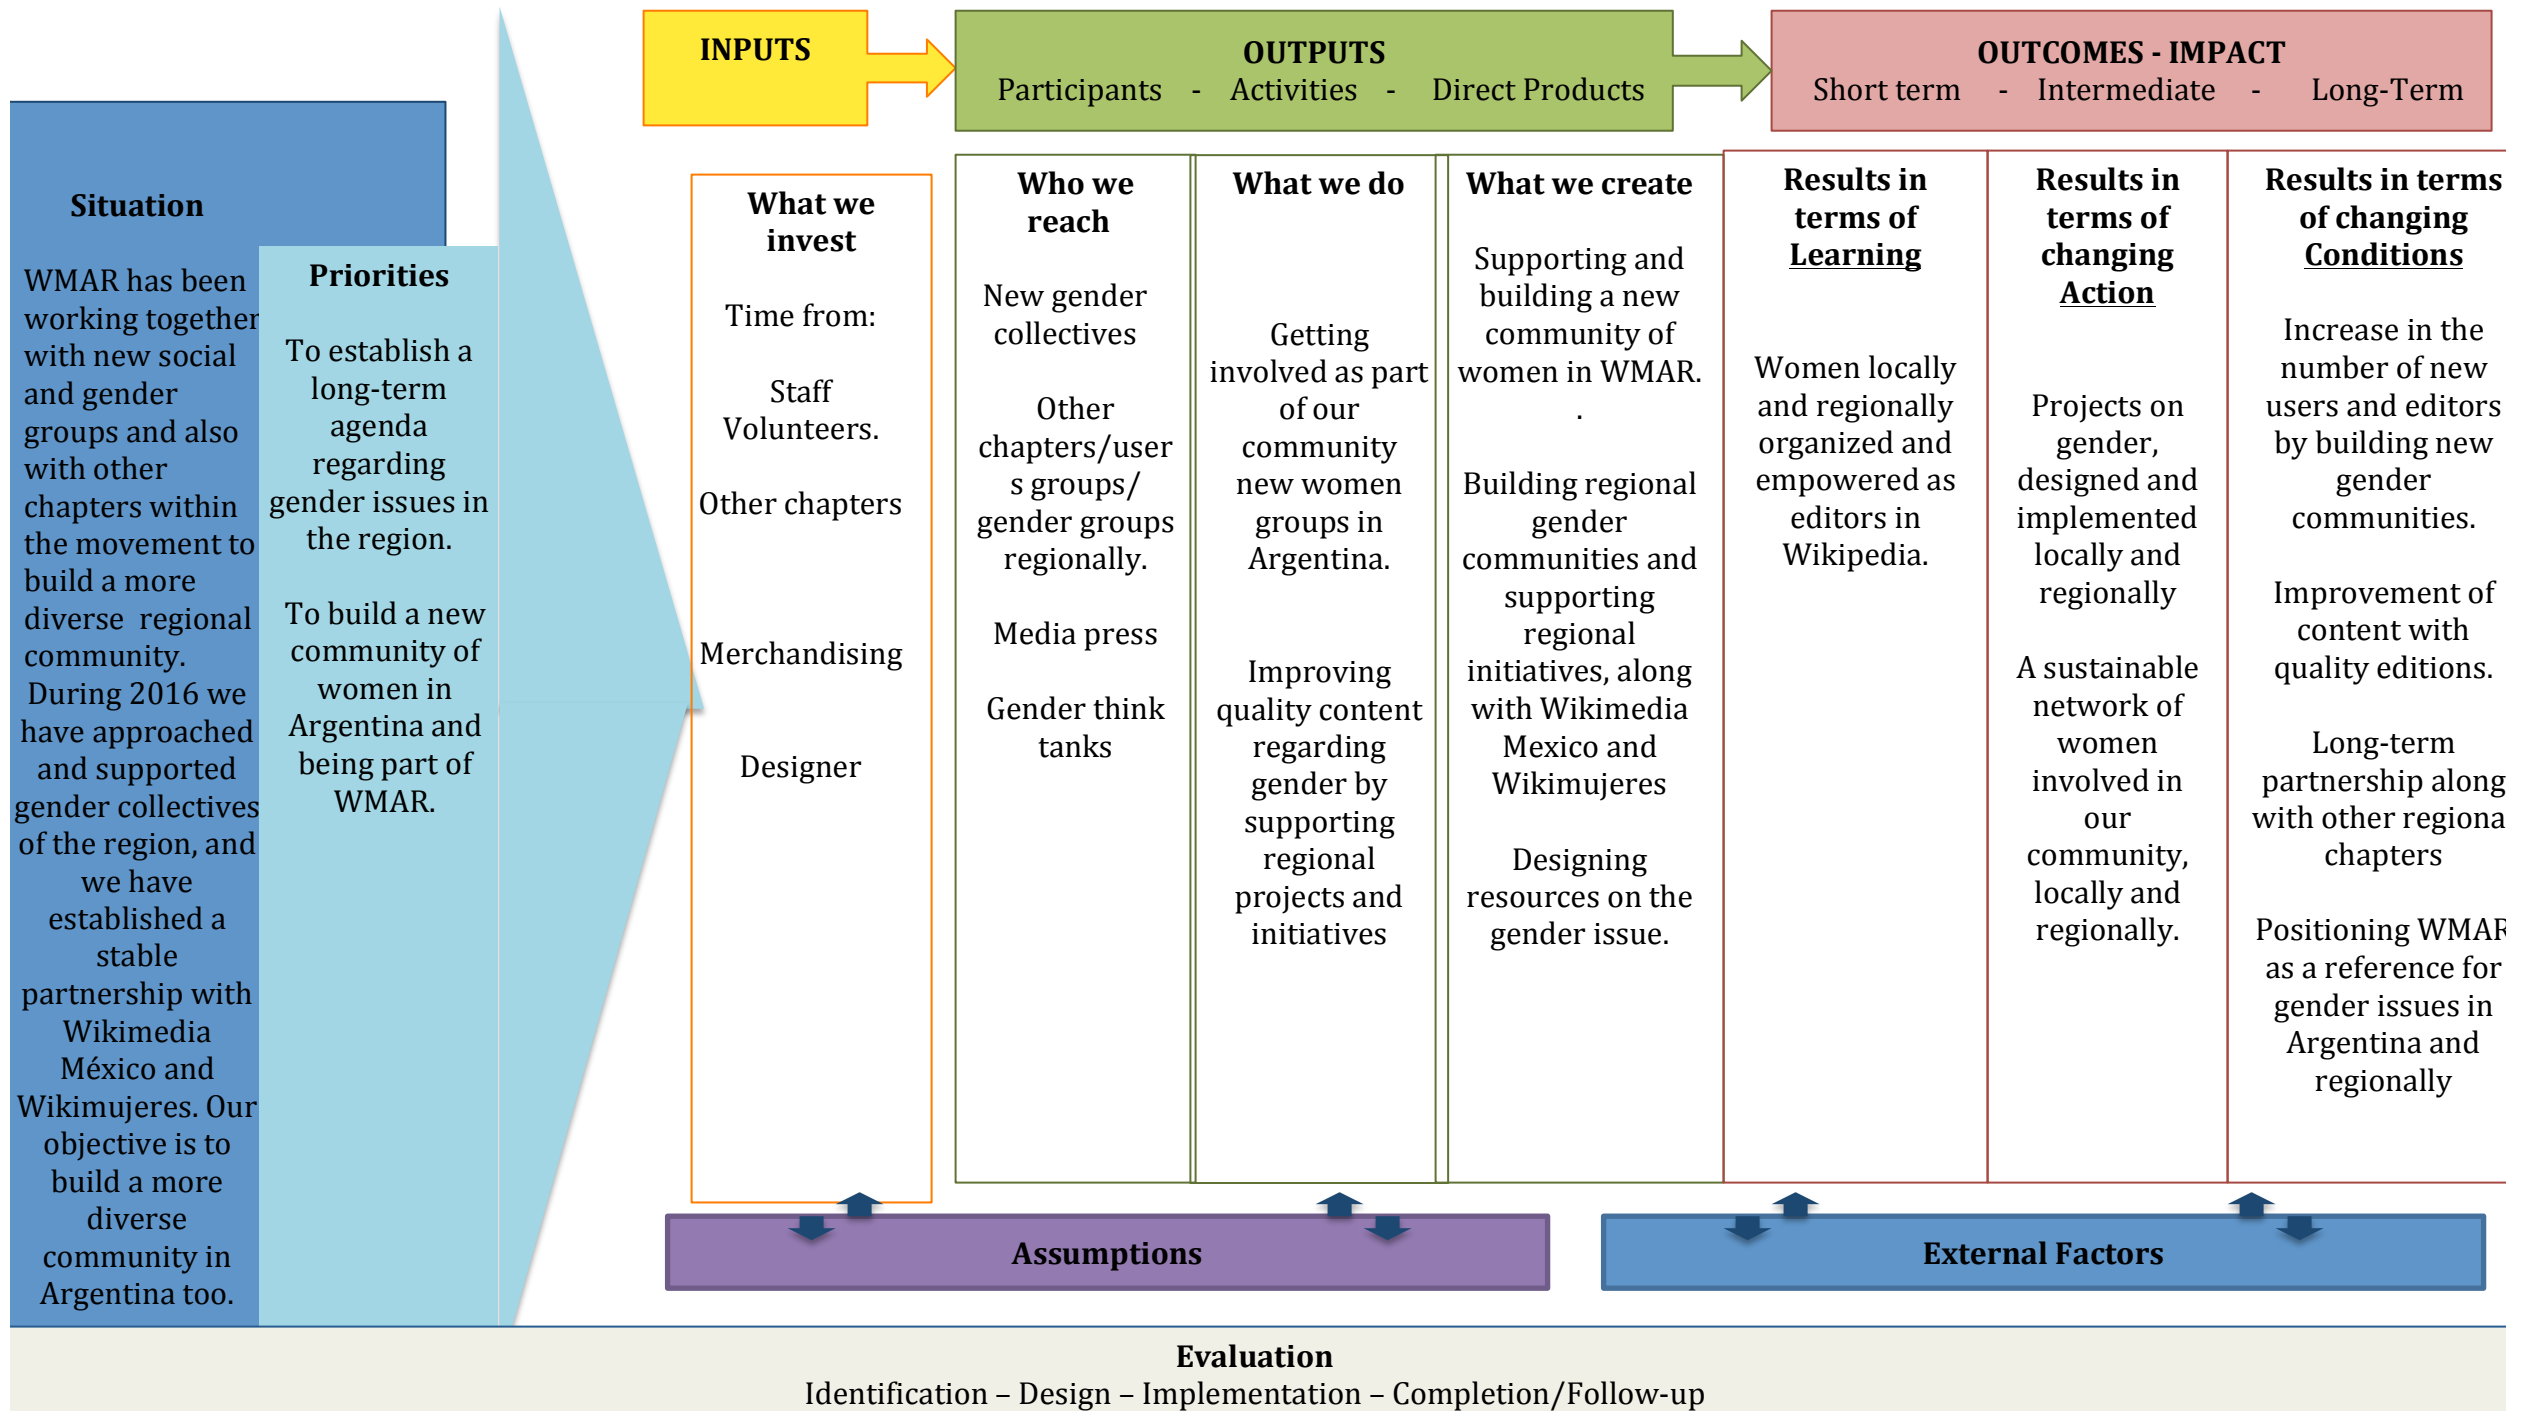 INPUTS
OUTPUTS
Participants - Activities - Direct Products
OUTCOMES - IMPACT
Short term - Intermediate - Long-Term
Situation
WMAR has been
working together
with new social
and gender
groups and also
with other
chapters within
the movement to
build a more
diverse regional
community.
During 2016 we
have approached
and supported
gender collectives
of the region, and
we have
established a
stable
partnership with
Wikimedia
México and
Wikimujeres. Our
objective is to
build a more
diverse
community in
Argentina too.
Priorities
To establish a
long-term
agenda
regarding
gender issues in
the region.
To build a new
community of
women in
Argentina and
being part of
WMAR.
What we
invest
Time from:
Staff
Volunteers.
Other chapters
Merchandising
Designer
Who we
reach
New gender
collectives
Other
chapters/user
s groups/
gender groups
regionally.
Media press
Gender think
tanks
What we do
Getting
involved as part
of our
community
new women
groups in
Argentina.
Improving
quality content
regarding
gender by
supporting
regional
projects and
initiatives
What we create
Supporting and
building a new
community of
women in WMAR.
.
Building regional
gender
communities and
supporting
regional
initiatives, along
with Wikimedia
Mexico and
Wikimujeres
Designing
resources on the
gender issue.
Results in
terms of
Learning
Women locally
and regionally
organized and
empowered as
editors in
Wikipedia.
Results in
terms of
changing
Action
Projects on
gender,
designed and
implemented
locally and
regionally
A sustainable
network of
women
involved in
our
community,
locally and
regionally.
Results in terms
of changing
Conditions
Increase in the
number of new
users and editors
by building new
gender
communities.
Improvement of
content with
quality editions.
Long-term
partnership along
with other regiona
chapters
Positioning WMAR
as a reference for
gender issues in
Argentina and
regionally
Assumptions
External Factors
Evaluation
Identification – Design – Implementation – Completion/Follow-up